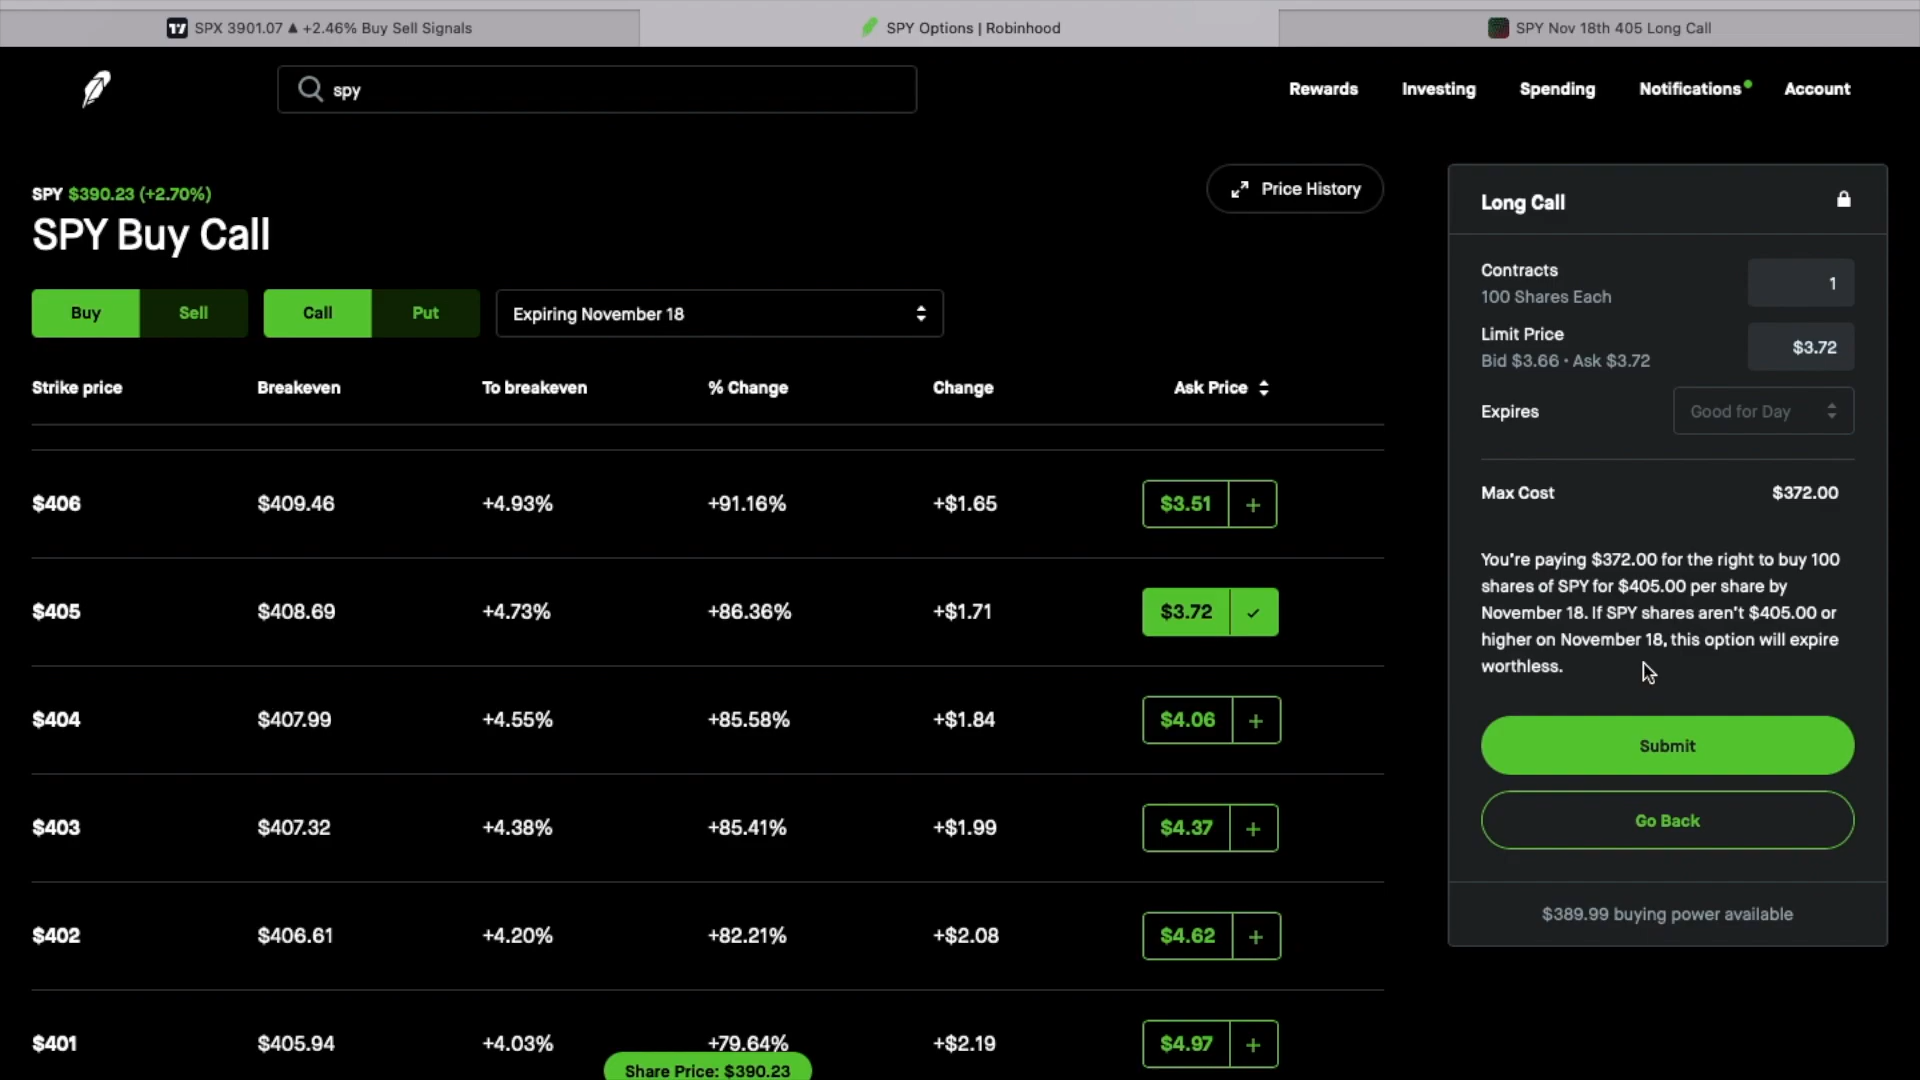 SPX 3901.07 ▲ +2.46% Buy Sell Signals
SPY Options | Robinhood
SPY Nov 18th 405 Long Call
spy
Rewards
Investing
Spending
Notifications
Account
SPY $390.23 (+2.70%)
SPY Buy Call
Price History
Buy
Sell
Call
Put
Expiring November 18
Strike price
Breakeven
To breakeven
% Change
Change
Ask Price
$406
$409.46
+4.93%
+91.16%
+$1.65
$3.51
+
$405
$408.69
+4.73%
+86.36%
+$1.71
$3.72
$404
$407.99
+4.55%
+85.58%
+$1.84
$4.06
+
$403
$407.32
+4.38%
+85.41%
+$1.99
$4.37
+
$402
$406.61
+4.20%
+82.21%
+$2.08
$4.62
+
$401
$405.94
+4.03%
+79.64%
+$2.19
$4.97
+
Share Price: $390.23
Long Call
Contracts
1
100 Shares Each
Limit Price
$3.72
Bid $3.66 • Ask $3.72
Expires
Good for Day
Max Cost
$372.00
You're paying $372.00 for the right to buy 100
shares of SPY for $405.00 per share by
November 18. If SPY shares aren't $405.00 or
higher on November 18, this option will expire
worthless.
Submit
Go Back
$389.99 buying power available